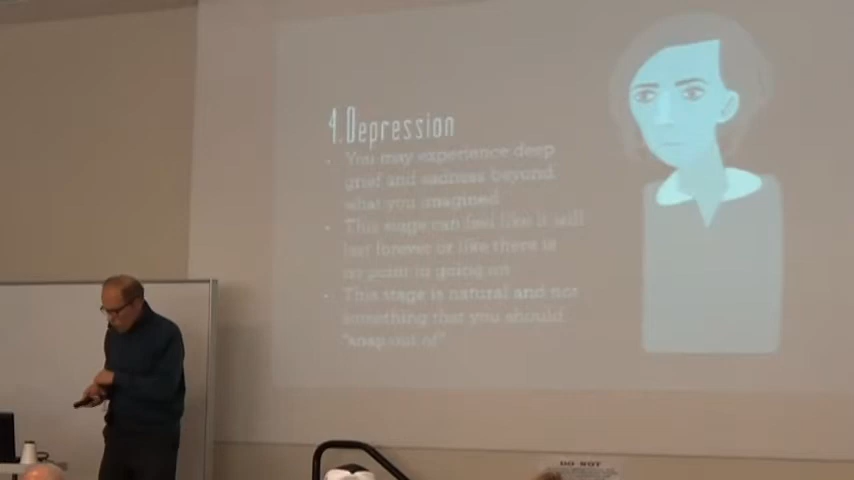 4.Depression
• You may experience deep
grief and sadness beyond
what you imagined
• This stage can feel like it will
last forever or like there is
no point in going on
• This stage is natural and not
something that you should
"snap out of"
DO NOT